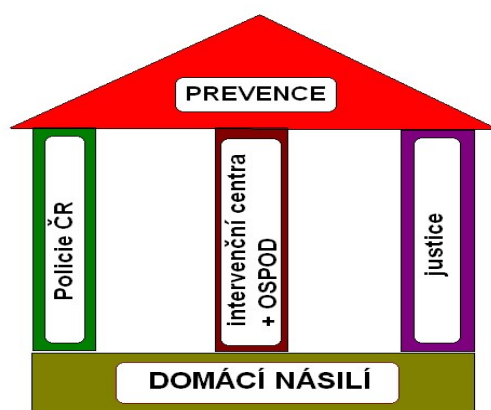 PREVENCE
Policie ČR
intervenční centra
+ OSPOD
justice
DOMÁCÍ NÁSILÍ